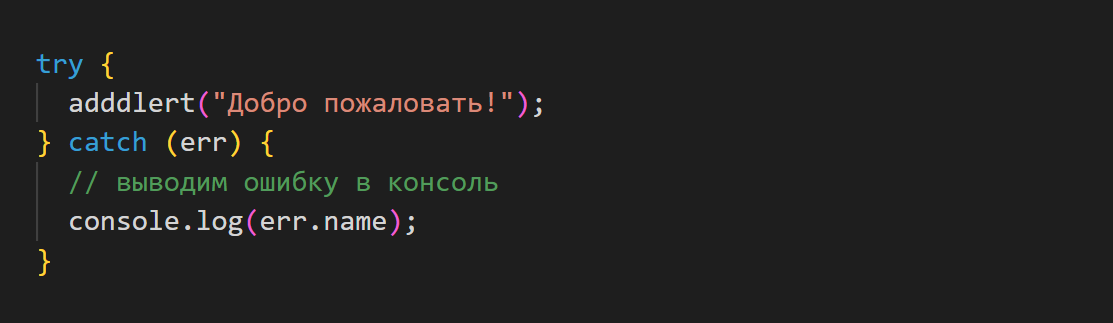 try {
  adddlert("Добро пожаловать!");
} catch (err) {
  // выводим ошибку в консоль
  console.log(err.name);
}